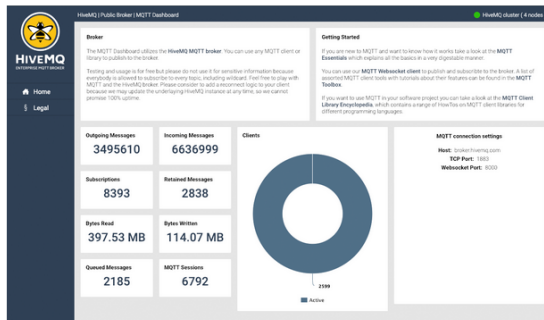 HiveMQ | Public Broker | MQTT Dashboard
HiveMQ cluster ( 4 nodes
HIVEMQ
ENTERPRISE MQTT BROKER
Home
§ Legal
Broker
The MQTT Dashboard utilizes the HiveMQ MQTT broker. You can use any MQTT client or
library to publish to the broker.
Testing and usage is for free but please do not use it for sensitive information because
everybody is allowed to subscribe to every topic, including wildcard. Feel free to play with
MQTT and the HiveMQ broker. Please consider to add a reconnect logic to your client
because we may update the underlaying HiveMQ instance at any time, so we cannot
promise 100% uptime.
Getting Started
If you are new to MQTT and want to know how it works take a look at the MQTT
Essentials which explains all the basics in a very digestable manner.
You can use our MQTT Websocket client to publish and subscribe to the broker. A list of
assorted MQTT client tools with tutorials about their features can be found in the MQTT
Toolbox.
If you want to use MQTT in your software project you can take a look at the MQTT Client
Library Encyclopedia, which contains a range of HowTos on MQTT client libraries for
different programming languages.
Outgoing Messages
3495610
Incoming Messages
6636999
Subscriptions
8393
Retained Messages
2838
Bytes Read
397.53 MB
Bytes Written
114.07 MB
Queued Messages
2185
MQTT Sessions
6792
Clients
2599
Active
MQTT connection settings
Host: broker.hivemq.com
TCP Port: 1883
Websocket Port: 8000